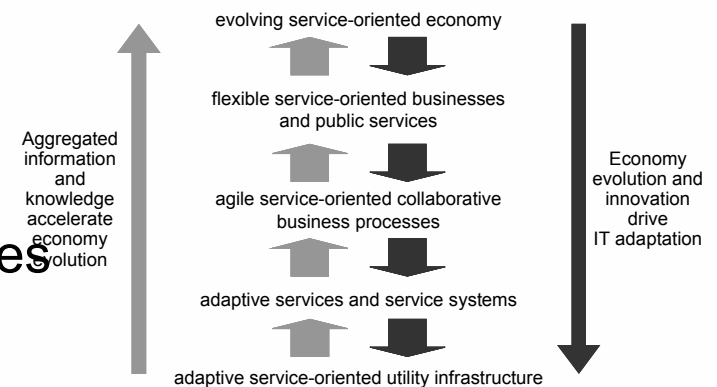 evolving service-oriented economy
flexible service-oriented businesses
and public services
Aggregated
information
and
knowledge
accelerate
economy
evolution
es
agile service-oriented collaborative
business processes
Economy
evolution and
innovation
drive
IT adaptation
adaptive services and service systems
adaptive service-oriented utility infrastructure